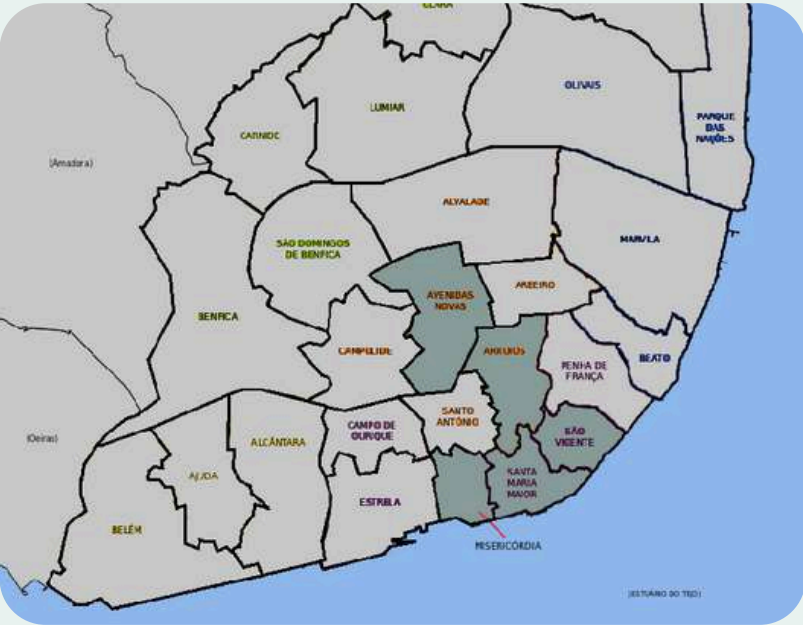 OLIVAIS
LUMIAR
PARQUE
DAS
NAÇÕES
CARNIDE
(Amadora)
ALVALADE
SÃO DOMINGOS
DE BENFICA
MARVILA
AREEIRO
AVENIDAS
NOVAS
BENFICA
CAMPOLIDE
ARROIOS
BEATO
PENHA DE
FRANÇA
SANTO
ANTÓNIO
CAMPO DE
OURIQUE
SÃO
VICENTE
(Oeiras)
ALCÂNTARA
AJUDA
SANTA
MARIA
MAIOR
ESTRELA
BELÉM
MISERICÓRDIA
(ESTUÁRIO DO TEJO)